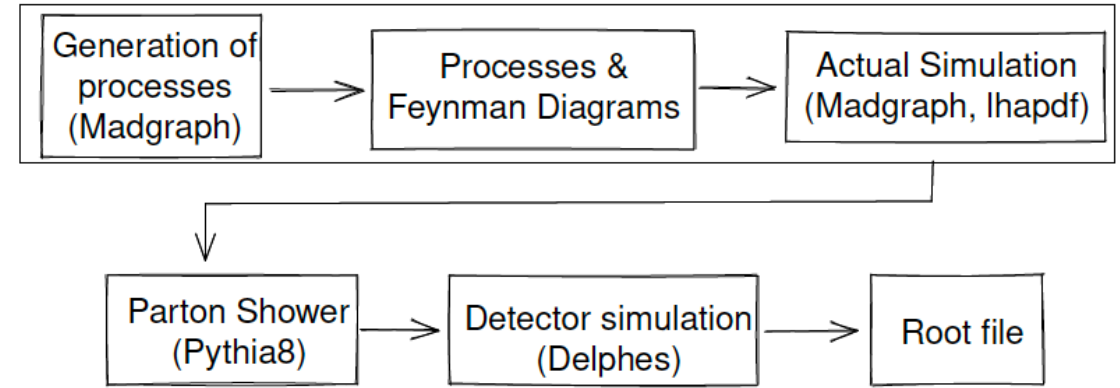 Generation of
processes
(Madgraph)
Processes &
Feynman Diagrams
Actual Simulation
(Madgraph, lhapdf)
Parton Shower
(Pythia8)
Detector simulation
(Delphes)
Root file